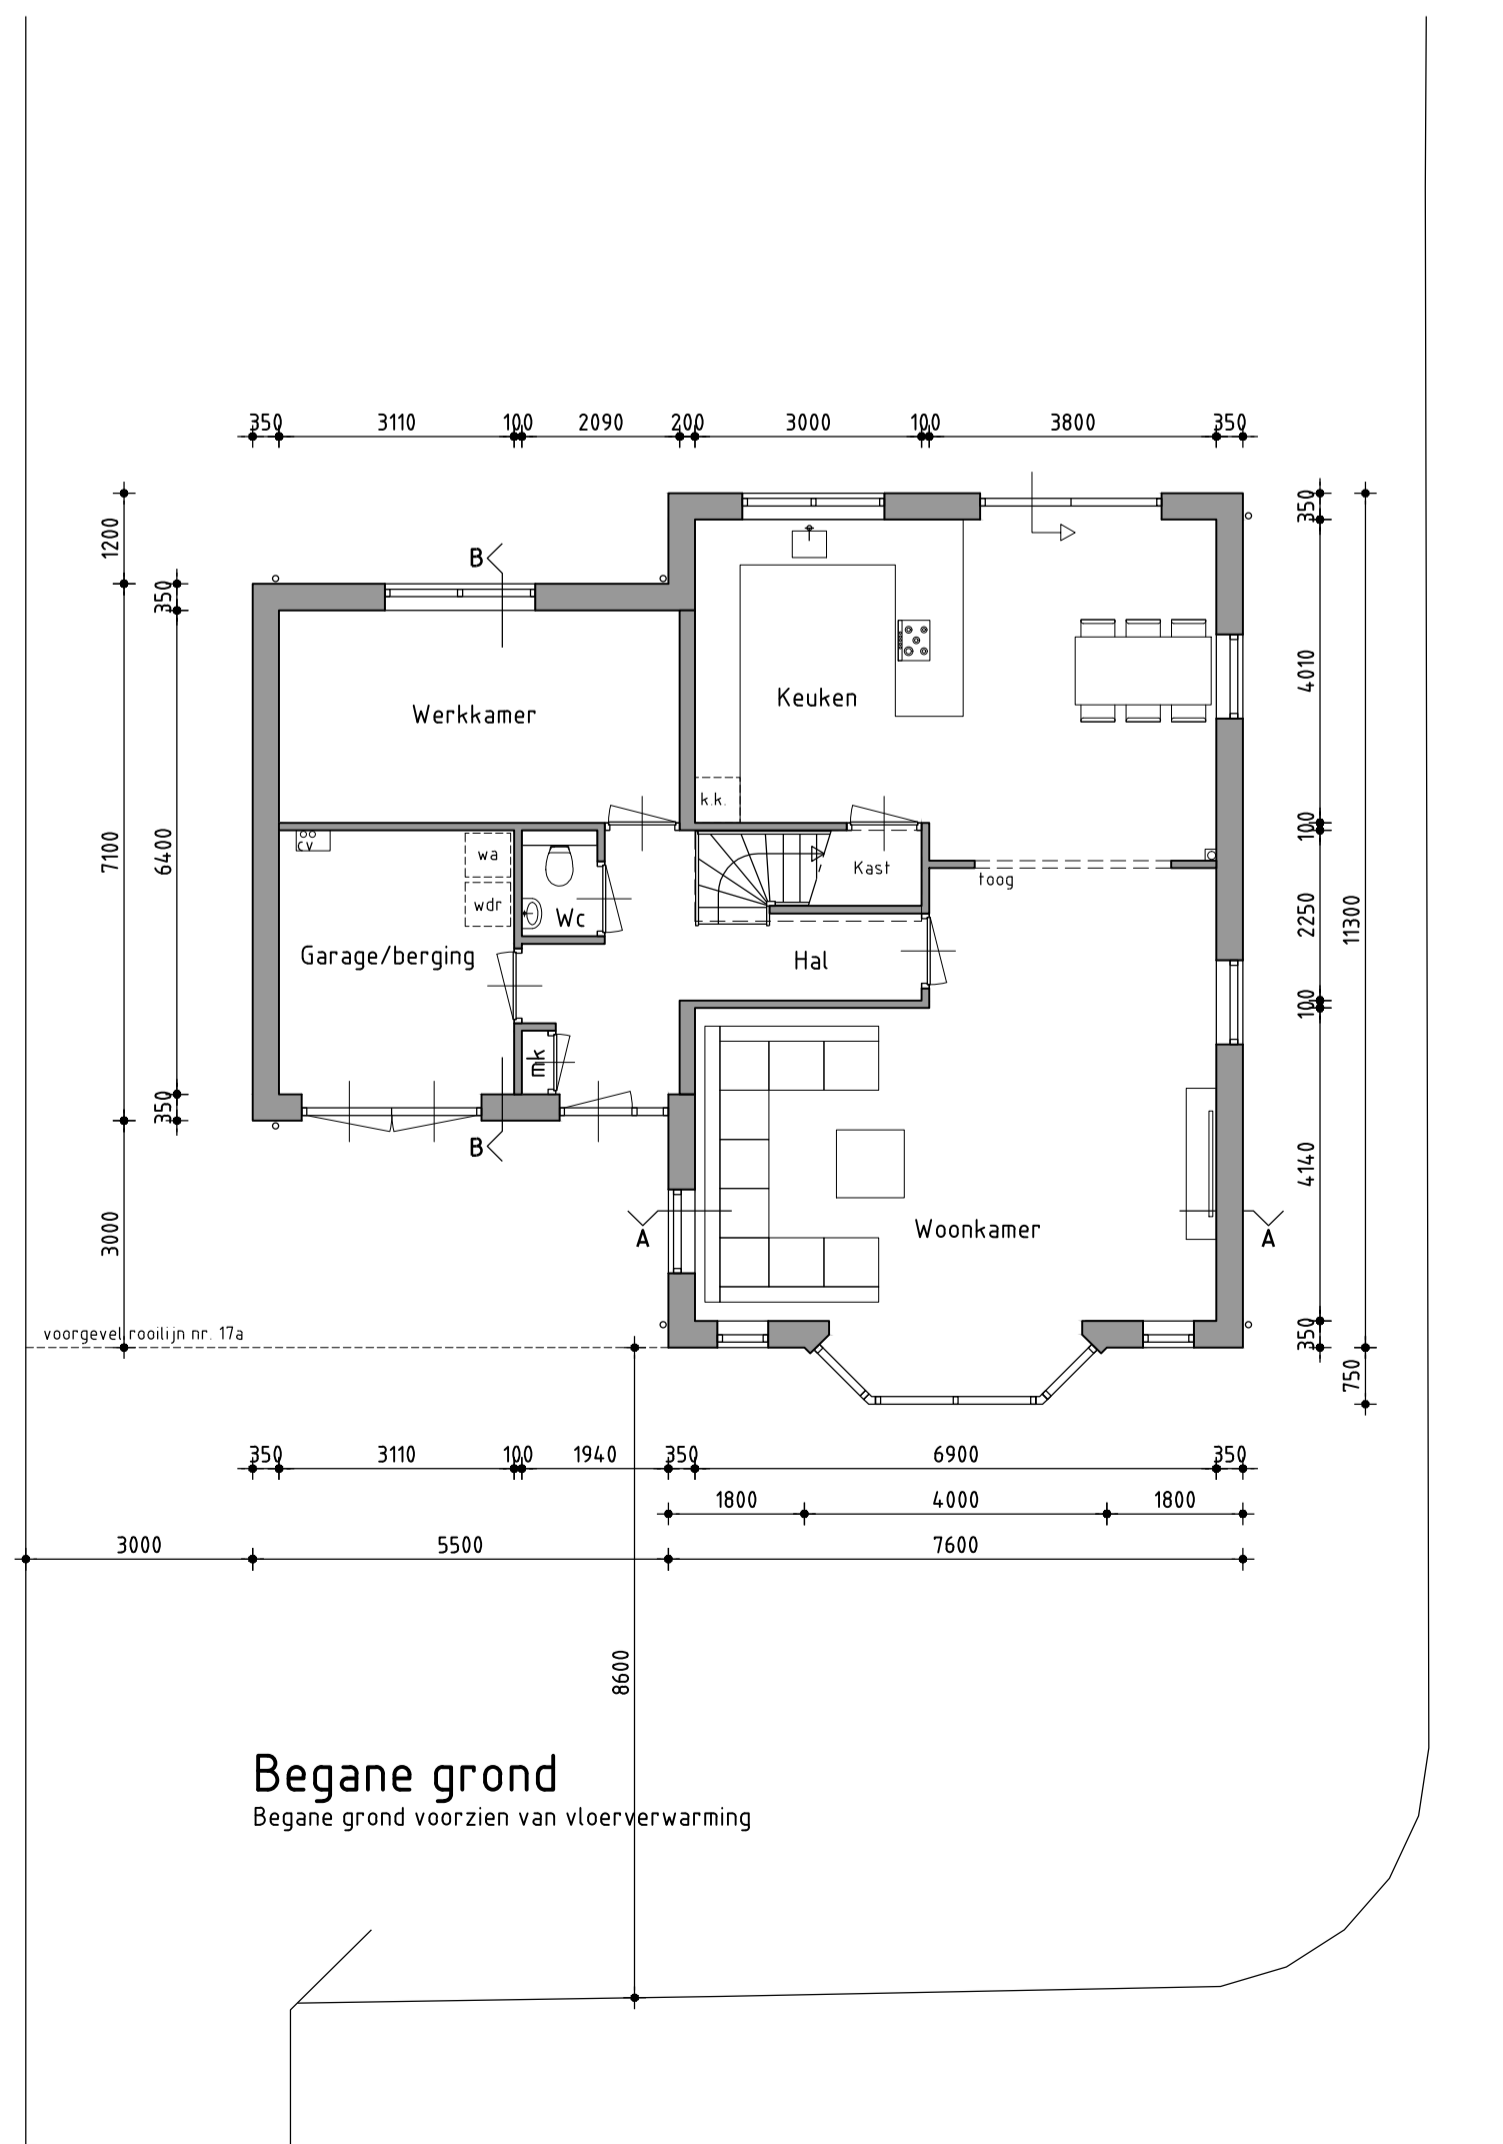 350 3110 100 2090 200 3000 100 3800 350
1200
350
B
350
Werkkamer
Keuken
4010
k.k.
7100
6400
cv
wa
wdr
Wc
Kast
toog
100
2250
11300
Garage/berging
Hal
100
mk
350
B
3000
A
Woonkamer
A
4140
voorgevelrooilijn nr. 17a
350
750
350 3110 100 1940 350 6900 350
1800 4000 1800
3000 5500 7600
8600
Begane grond
Begane grond voorzien van vloerverwarming